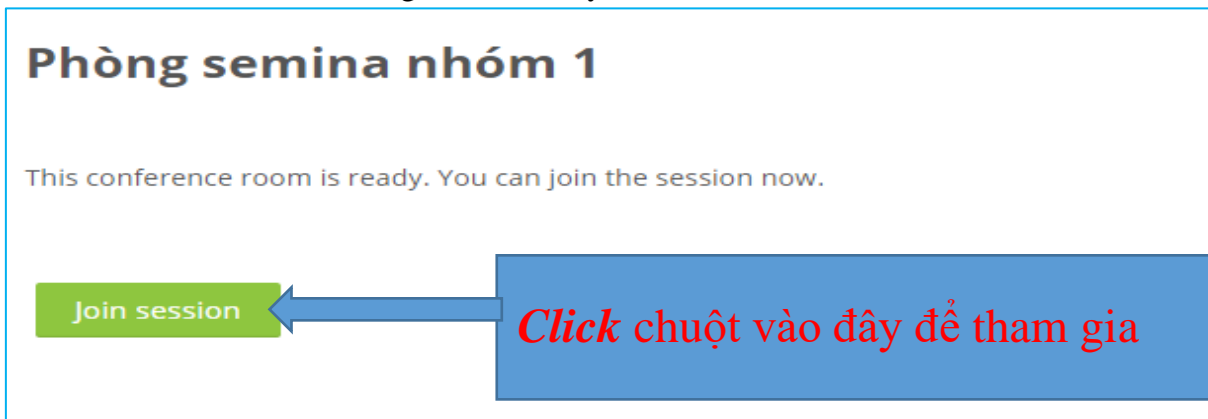 Phòng semina nhóm 1
This conference room is ready. You can join the session now.
Join session
Click chuột vào đây để tham gia